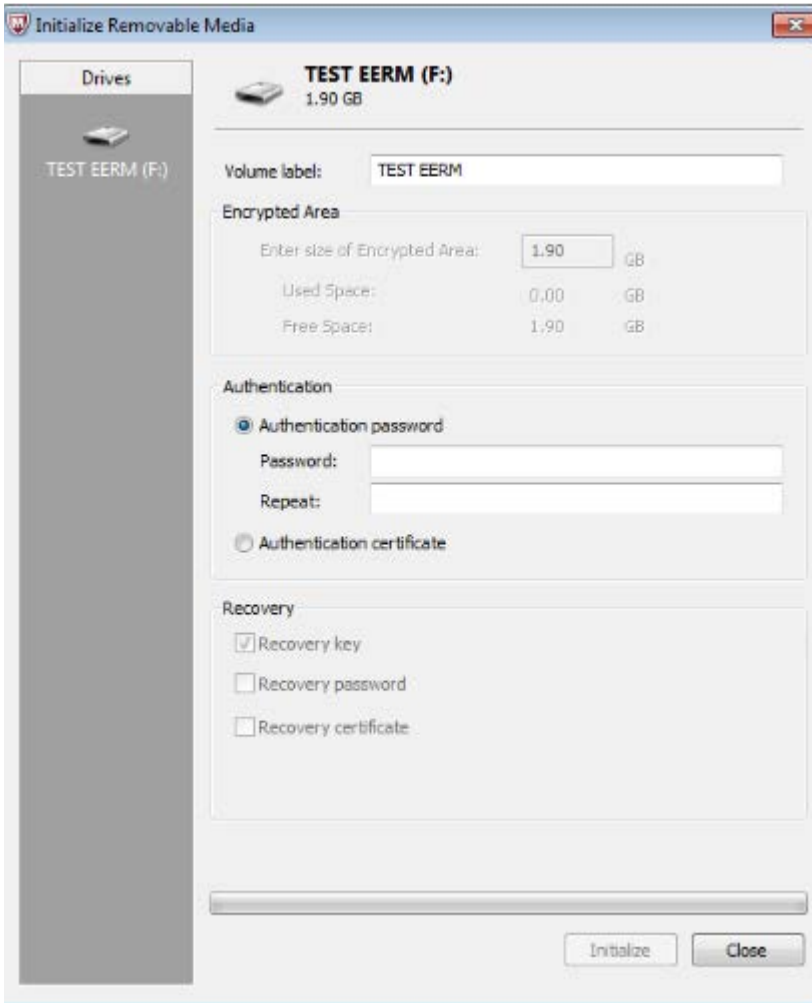 Initialize Removable Media
Drives
TEST EERM (F:)
TEST EERM (F:)
1.90 GB
Volume label: TEST EERM
Encrypted Area
Enter size of Encrypted Area: 1.90 GB
Used Space: 0.00 GB
Free Space: 1.90 GB
Authentication
Authentication password
Password:
Repeat:
Authentication certificate
Recovery
Recovery key
Recovery password
Recovery certificate
Initialize Close